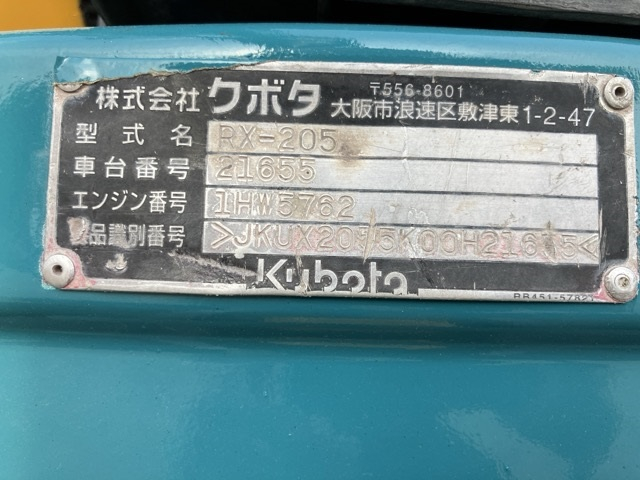 株式会社 クボタ 〒556-8601
大阪市浪速区敷津東1-2-47
型式名 RX-205
車台番号 21655
エンジン番号 1HW5762
製品識別番号
Kubota